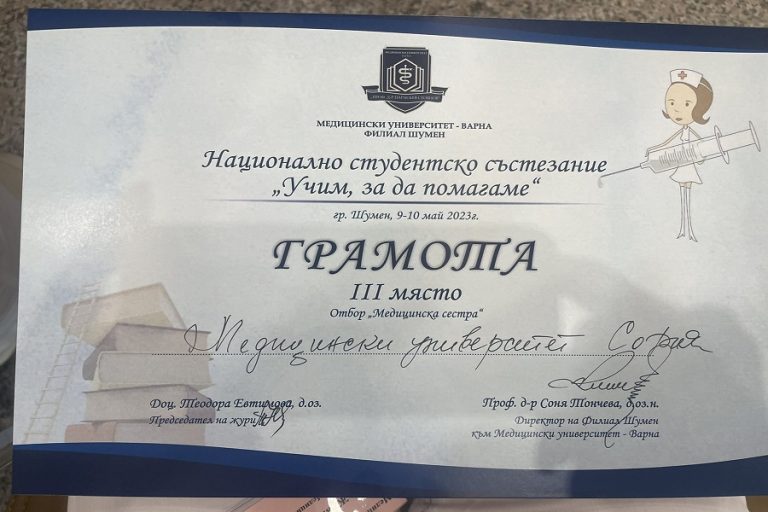 МЕДИЦИНСКИ УНИВЕРСИТЕТ - ВАРНА
ФИЛИАЛ ШУМЕН
Национално студентско състезание
„Учим, за да помагаме“
гр. Шумен, 9-10 май 2023г.
ГРАМОТА
III място
Отбор „Медицинска сестра“
Медицински университет София
Доц. Теодора Евтимова, д.оз.
Председател на жури
Проф. д-р Соня Тончева, д.оз.н.
Директор на Филиал Шумен
към Медицински университет - Варна